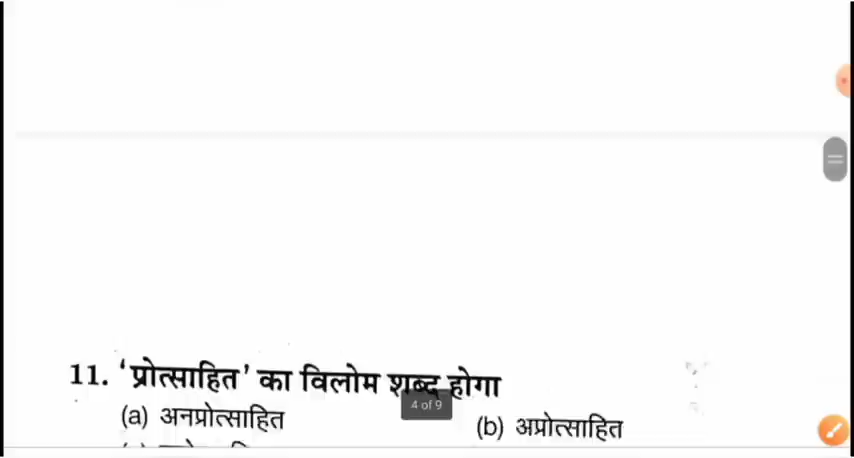 11. ‘प्रोत्साहित’ का विलोम शब्द होगा
4 of 9
(a) अनप्रोत्साहित (b) अप्रोत्साहित